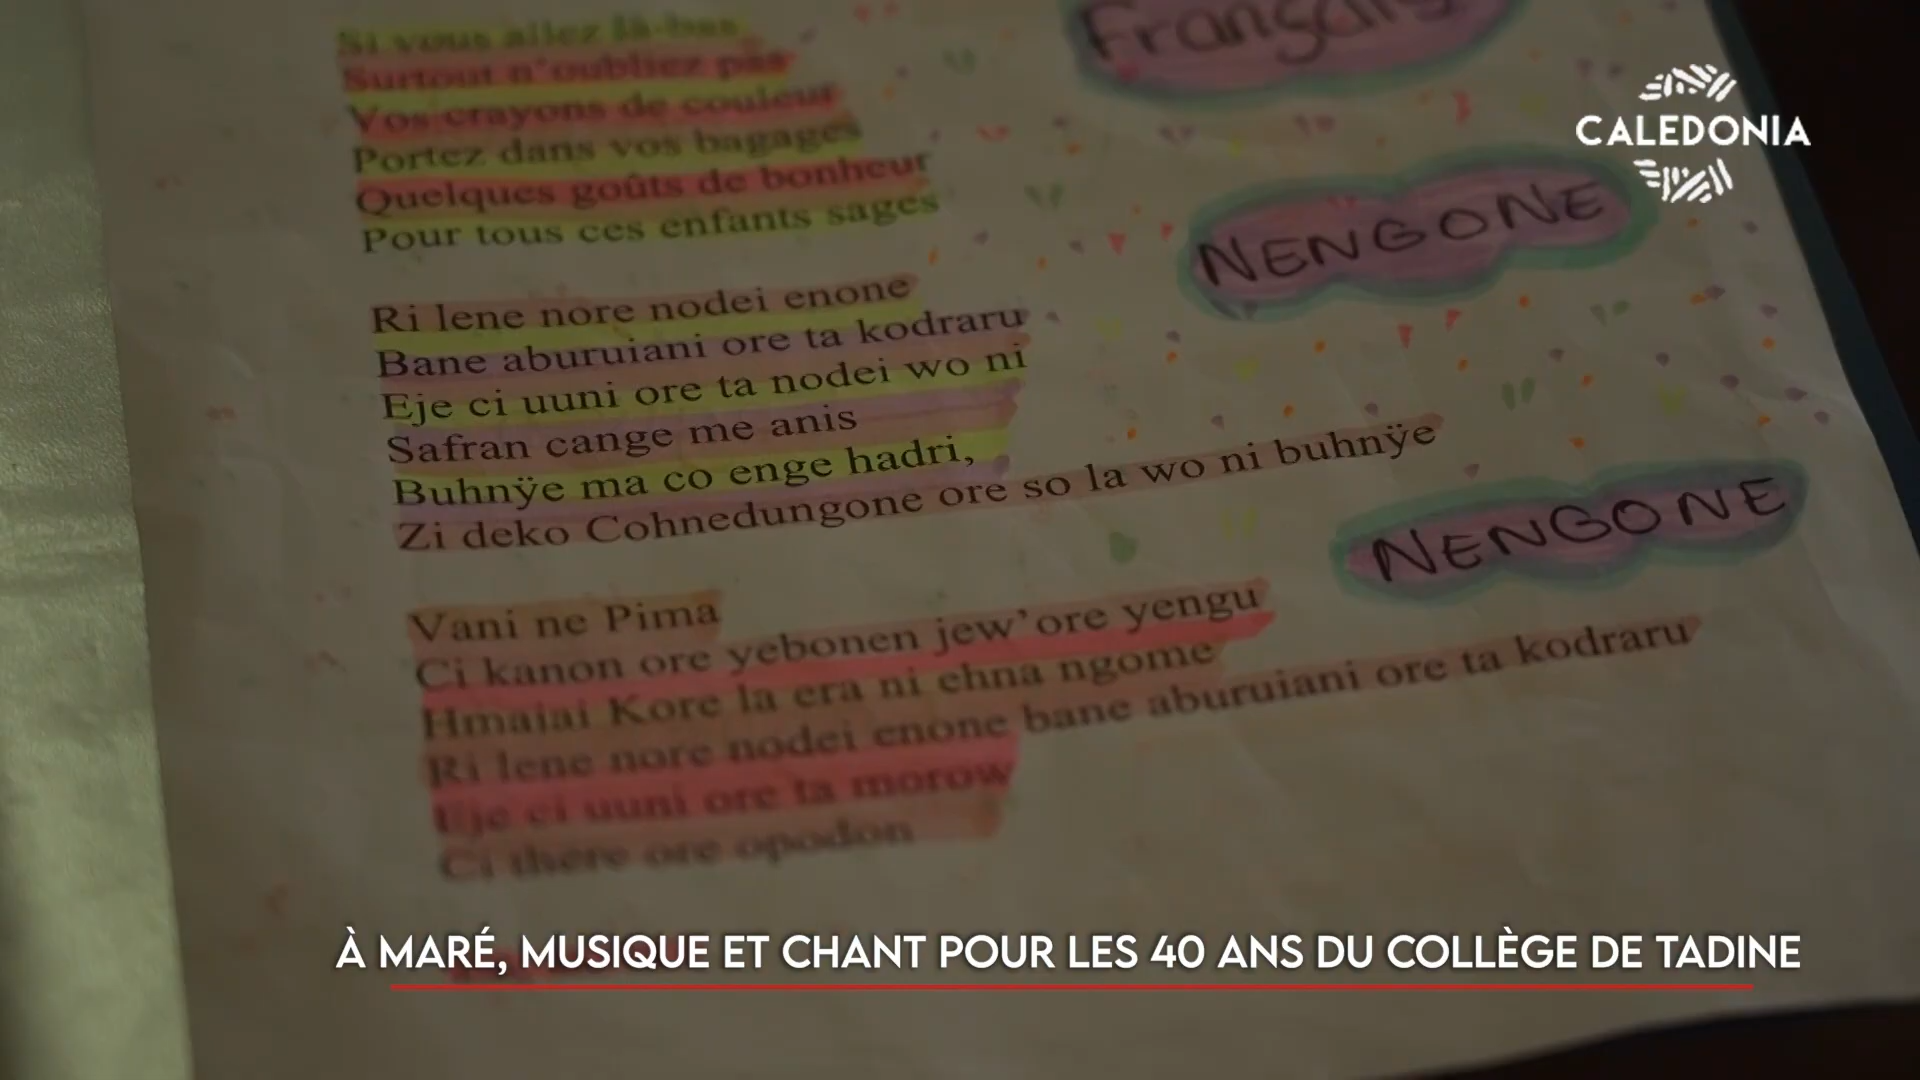 Si vous allez là-bas
Surtout n'oubliez pas
Vos crayons de couleur
Portez dans vos bagages
Quelques goûts de bonheur
Pour tous ces enfants sages
Français
CALEDONIA
NENGONE
Ri lene nore nodei enone
Bane aburuiani ore ta kodraru
Eje ci uuni ore ta nodei wo ni
Safran cange me anis
Buhnÿe ma co enge hadri,
Zi deko Cohnedungone ore so la wo ni buhnÿe
NENGONE
Vani ne Pima
Ci kanon ore yebonen jew'ore yengu
Hmaiai Kore la era ni ehna ngome
Ri lene nore nodei enone bane aburuiani ore ta kodraru
Eje ci uuni ore ta morow
Ci there ore opodon
À MARÉ, MUSIQUE ET CHANT POUR LES 40 ANS DU COLLÈGE DE TADINE